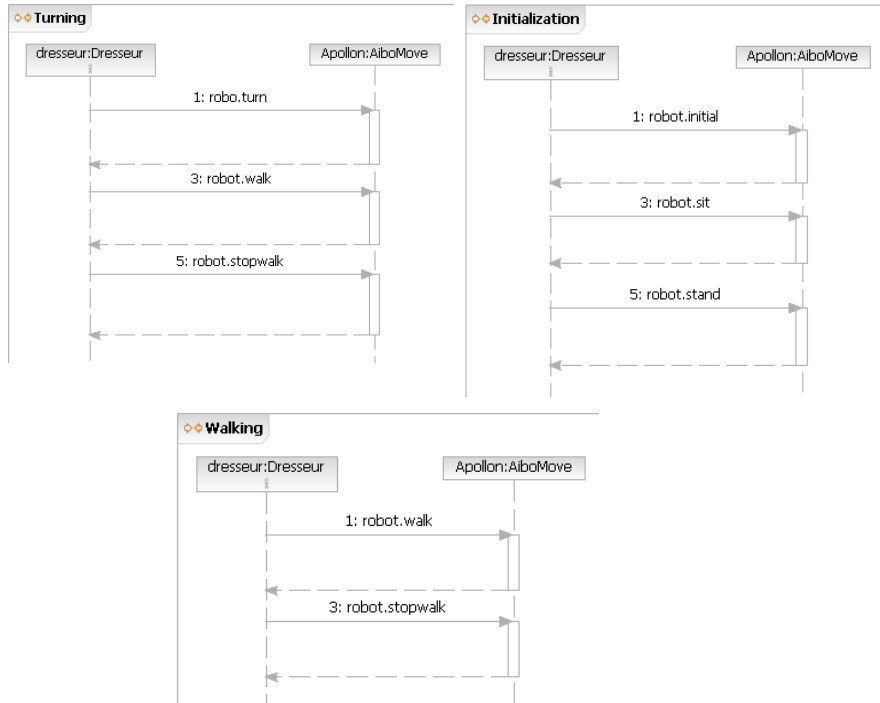 Turning
dresseur:Dresseur
Apollon:AiboMove
1: robo.turn
3: robot.walk
5: robot.stopwalk
Initialization
dresseur:Dresseur
Apollon:AiboMove
1: robot.initial
3: robot.sit
5: robot.stand
Walking
dresseur:Dresseur
Apollon:AiboMove
1: robot.walk
3: robot.stopwalk